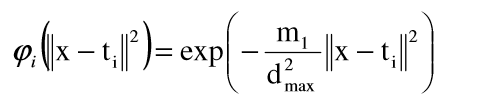 φᵢ(‖x − tᵢ‖²) = exp(− m₁/d²max ‖x − tᵢ‖²)